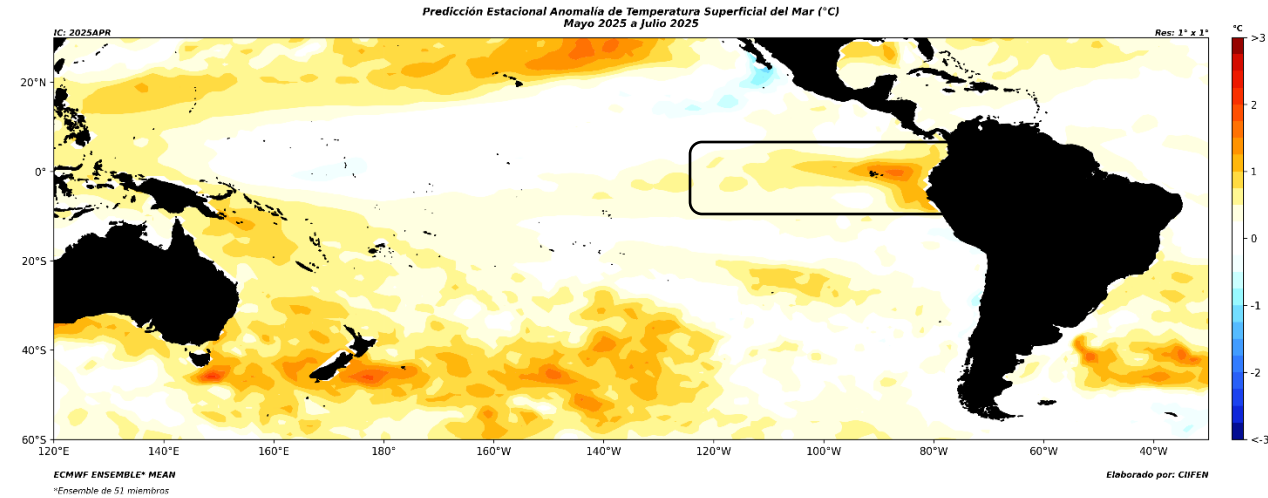 Predicción Estacional Anomalía de Temperatura Superficial del Mar (°C)
Mayo 2025 a Julio 2025
IC: 2025APR
Res: 1° x 1°
°C
>3
2
1
0
-1
-2
<-3
20°N
0°
20°S
40°S
60°S
120°E 140°E 160°E 180° 160°W 140°W 120°W 100°W 80°W 60°W 40°W
ECMWF ENSEMBLE* MEAN
Elaborado por: CIIFEN
*Ensemble de 51 miembros